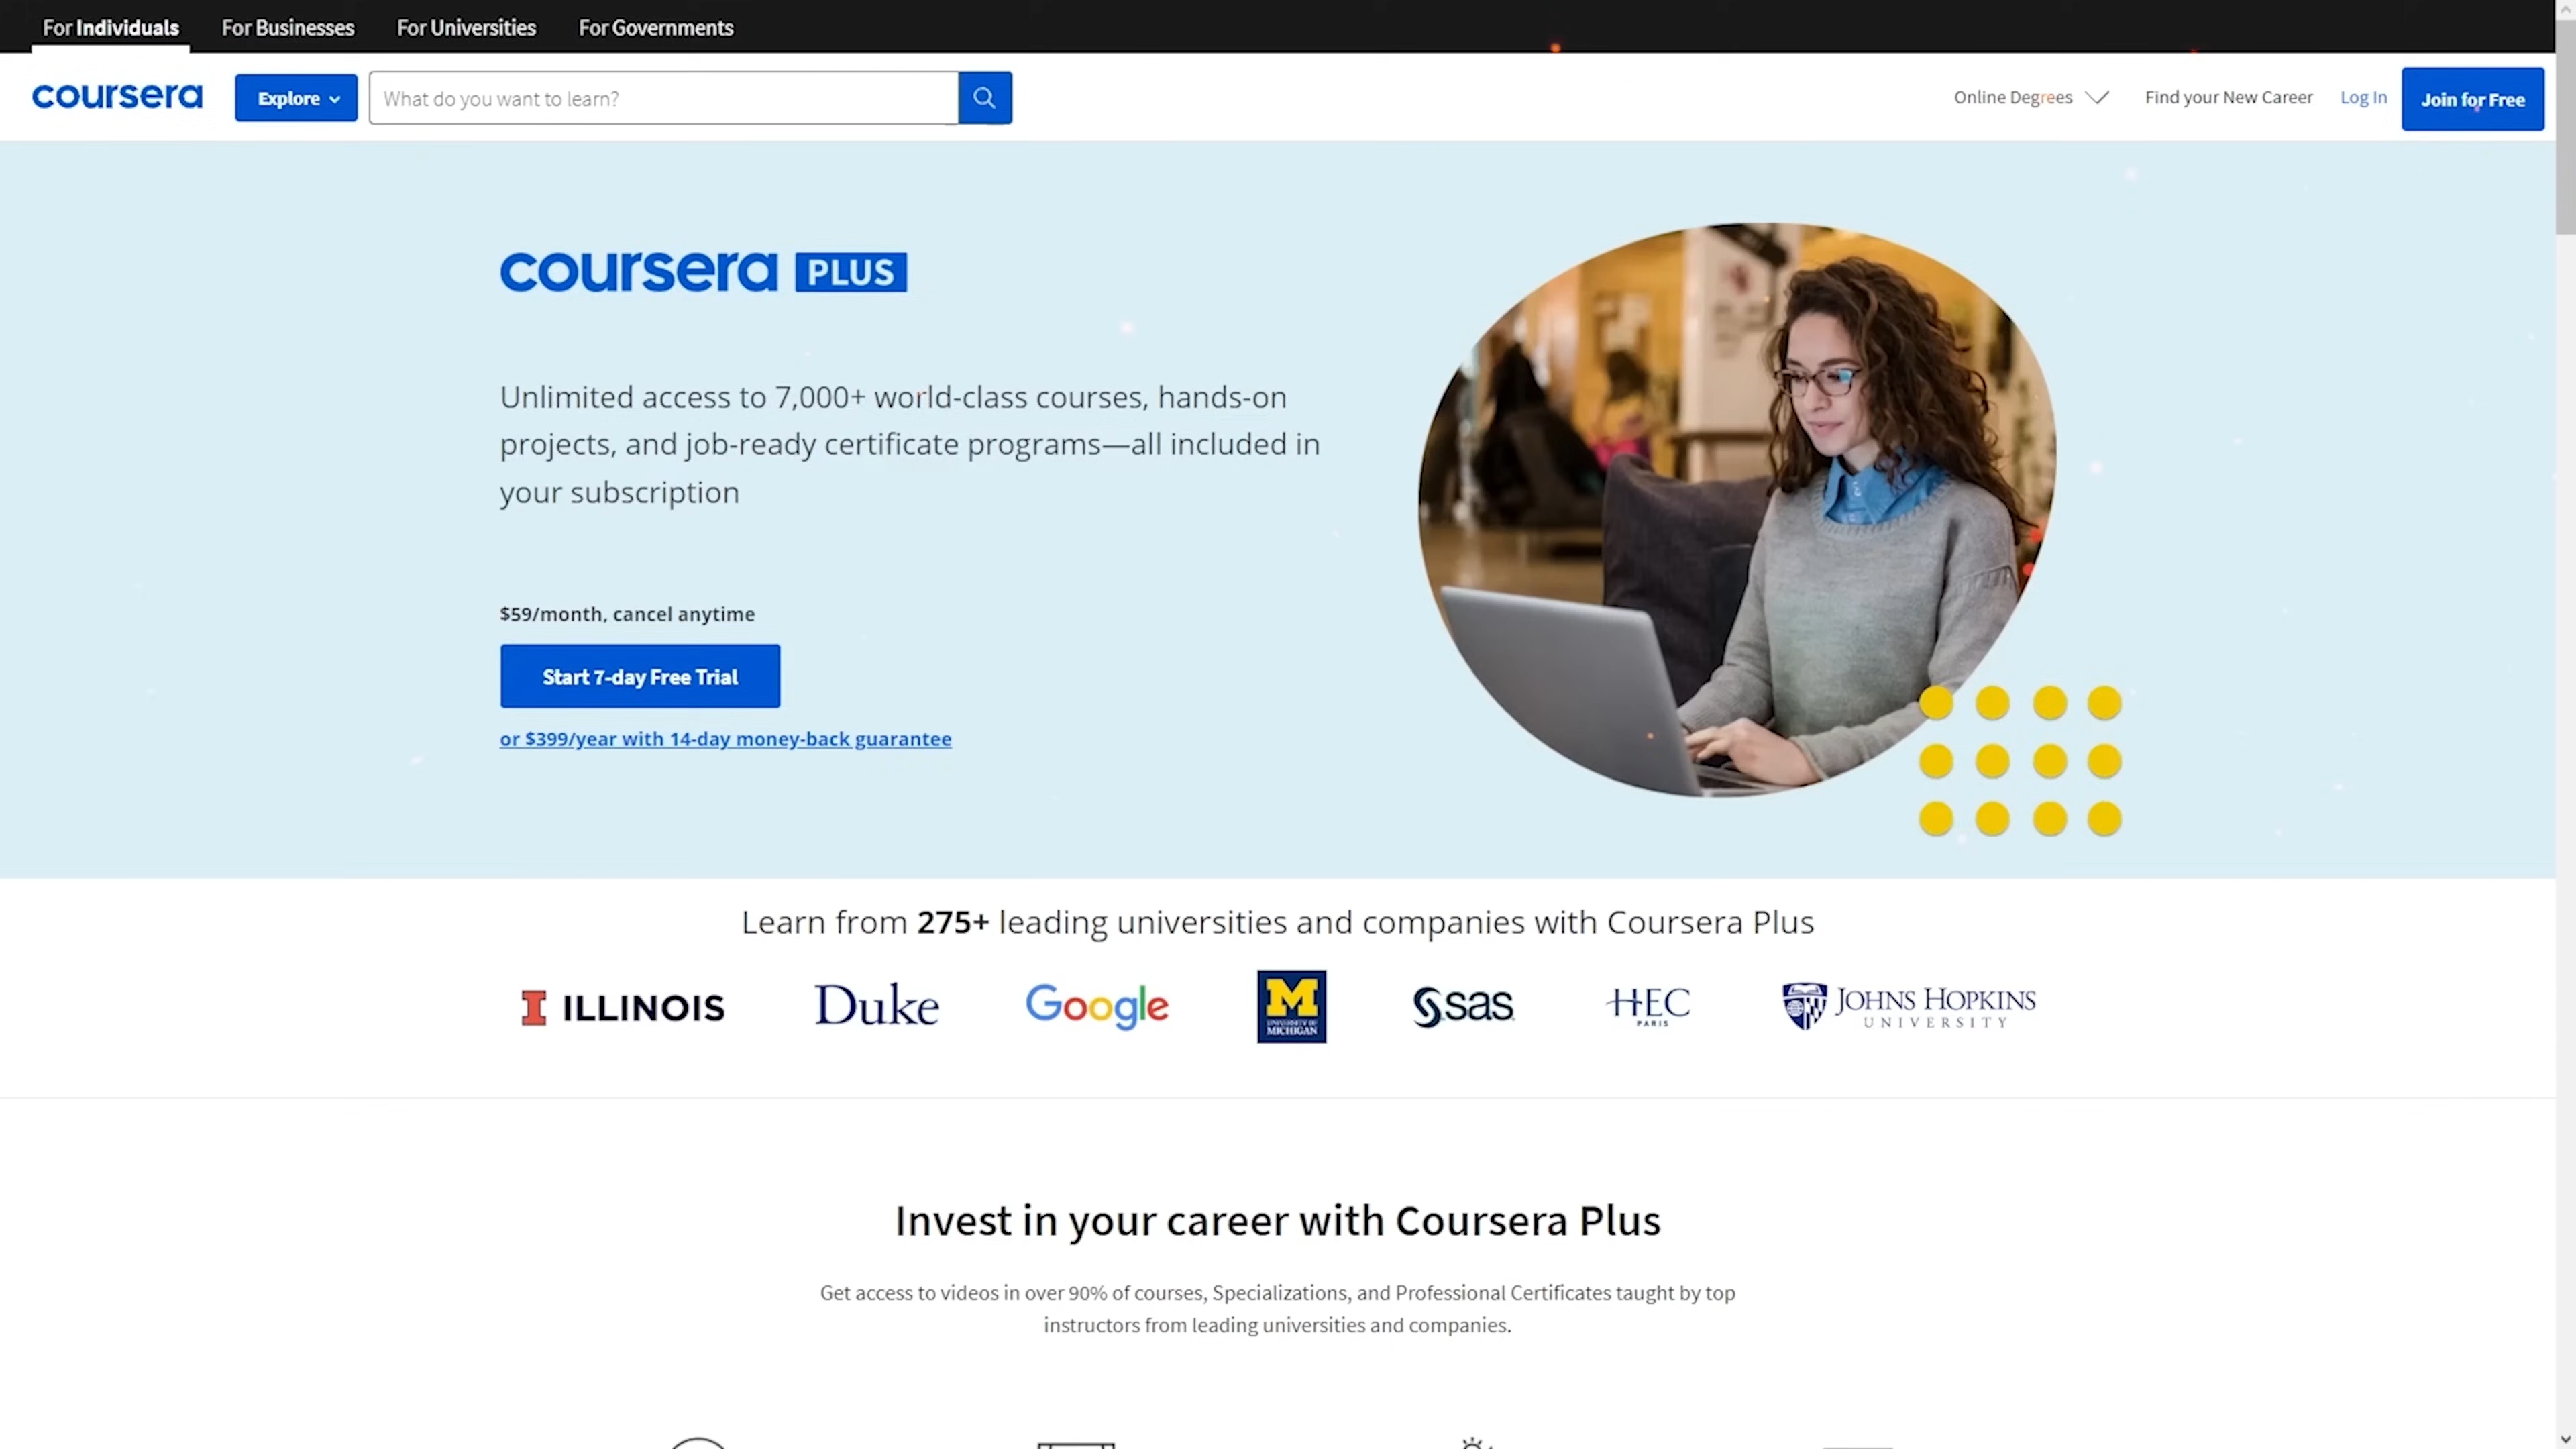 For Individuals For Businesses For Universities For Governments
coursera Explore What do you want to learn? Online Degrees Find your New Career Log In Join for Free
coursera PLUS
Unlimited access to 7,000+ world-class courses, hands-on
projects, and job-ready certificate programs—all included in
your subscription
$59/month, cancel anytime
Start 7-day Free Trial
or $399/year with 14-day money-back guarantee
Learn from 275+ leading universities and companies with Coursera Plus
I ILLINOIS Duke Google M UNIVERSITY OF MICHIGAN sas HEC PARIS JOHNS HOPKINS UNIVERSITY
Invest in your career with Coursera Plus
Get access to videos in over 90% of courses, Specializations, and Professional Certificates taught by top
instructors from leading universities and companies.